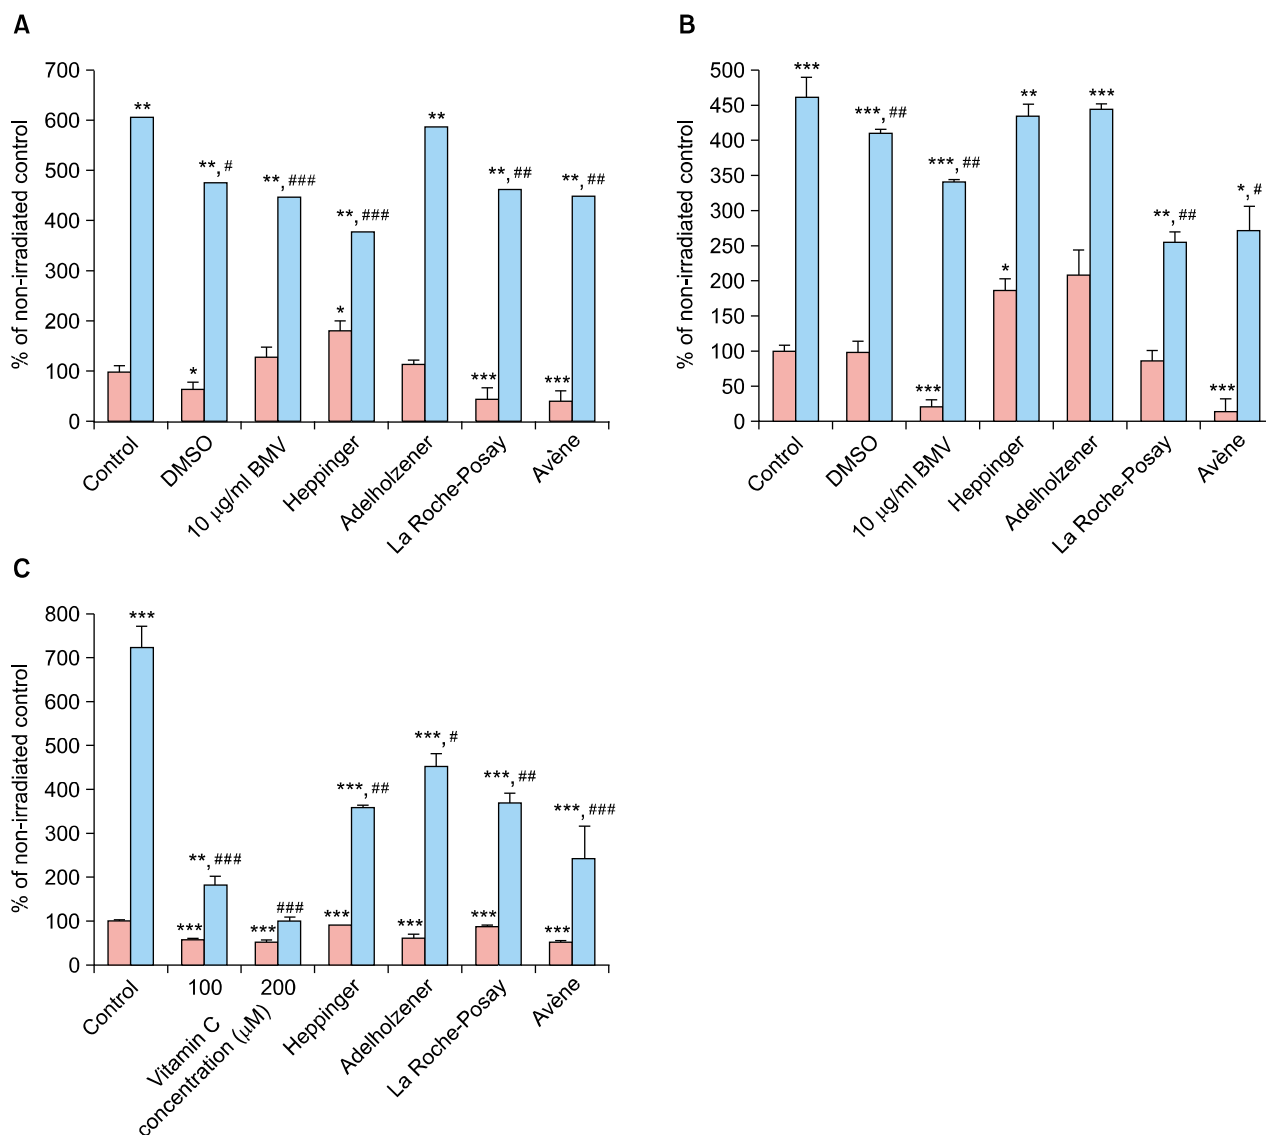 A
% of non-irradiated control
700
600
500
400
300
200
100
0
**
*
**, #
**, ###
*
**, ###
**
***
**, ##
***
**, ##
Control
DMSO
10 µg/ml BMV
Heppinger
Adelholzener
La Roche-Posay
Avène
B
% of non-irradiated control
500
450
400
350
300
250
200
150
100
50
0
***
***, ##
***
***, ##
*
**
***
**, ##
***
*, #
Control
DMSO
10 µg/ml BMV
Heppinger
Adelholzener
La Roche-Posay
Avène
C
% of non-irradiated control
800
700
600
500
400
300
200
100
0
***
***
**, ###
***
###
***
***, ##
***
***, #
***
***, ##
***
***, ###
Control
100
200
Vitamin C
concentration (µM)
Heppinger
Adelholzener
La Roche-Posay
Avène